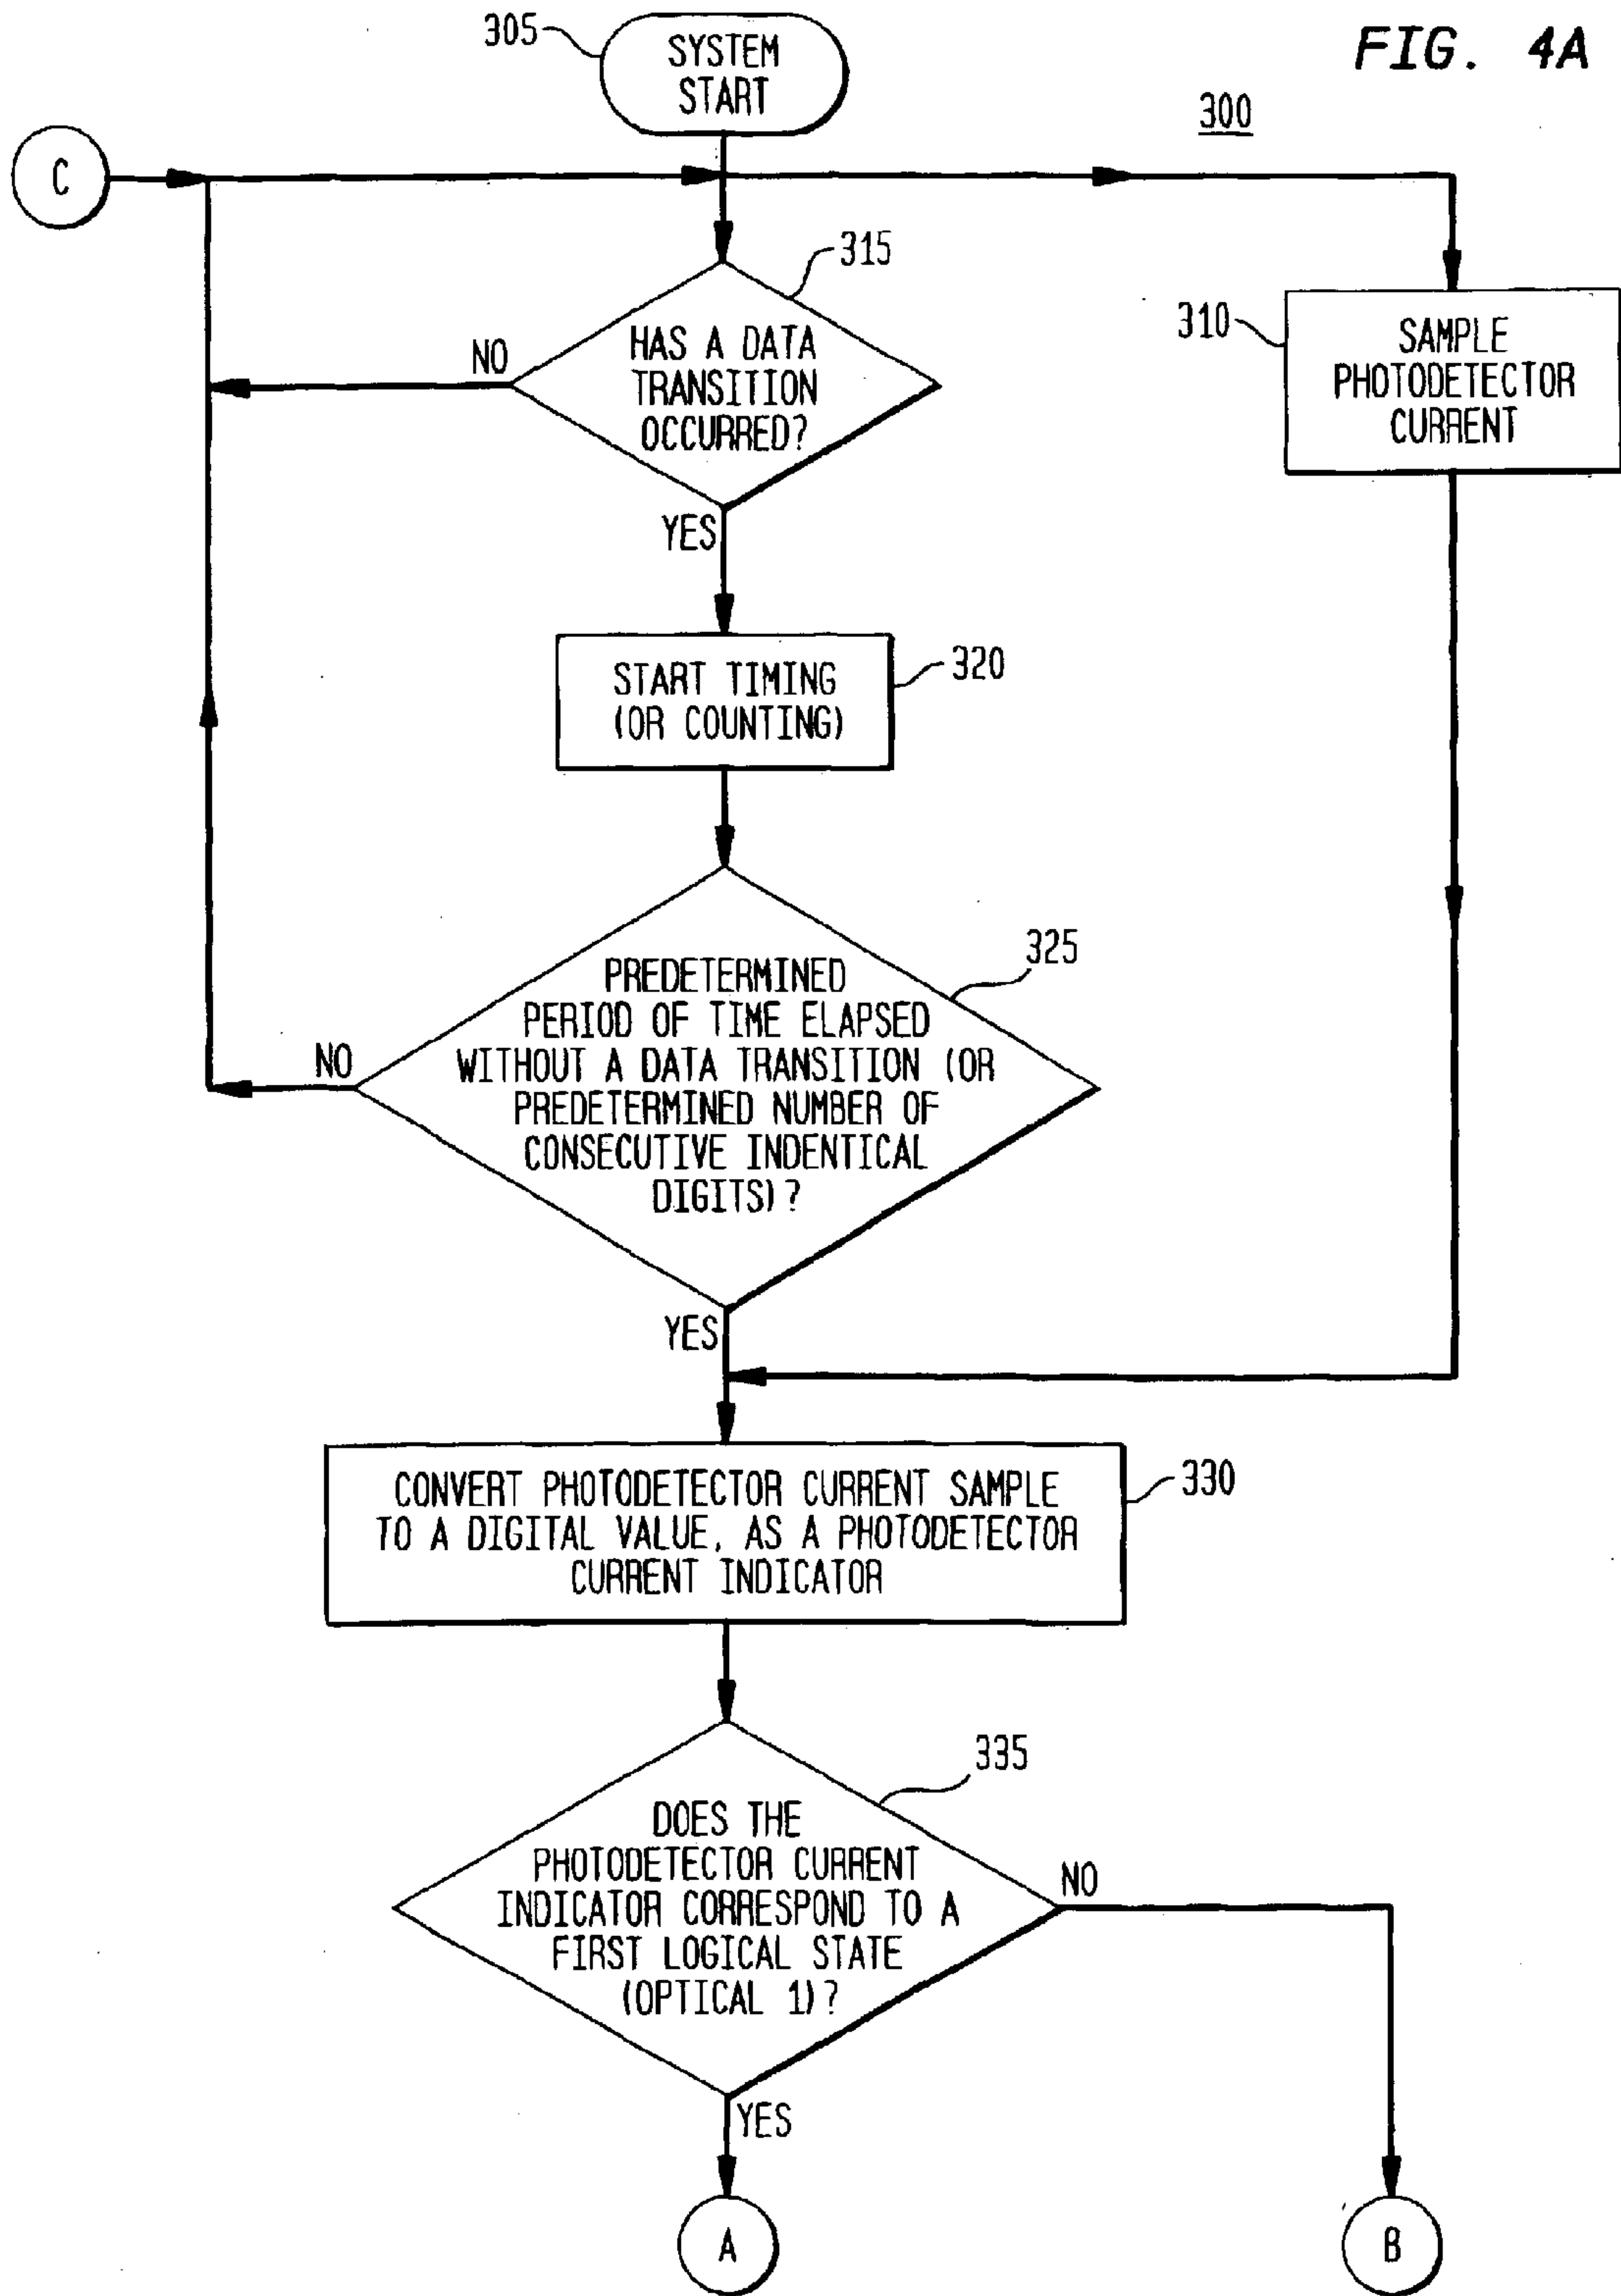 FIG. 4A
305
SYSTEM
START
300
C
315
HAS A DATA
TRANSITION
OCCURRED?
NO
YES
310
SAMPLE
PHOTODETECTOR
CURRENT
320
START TIMING
(OR COUNTING)
325
PREDETERMINED
PERIOD OF TIME ELAPSED
WITHOUT A DATA TRANSITION (OR
PREDETERMINED NUMBER OF
CONSECUTIVE INDENTICAL
DIGITS)?
NO
YES
330
CONVERT PHOTODETECTOR CURRENT SAMPLE
TO A DIGITAL VALUE, AS A PHOTODETECTOR
CURRENT INDICATOR
335
DOES THE
PHOTODETECTOR CURRENT
INDICATOR CORRESPOND TO A
FIRST LOGICAL STATE
(OPTICAL 1)?
NO
YES
A
B